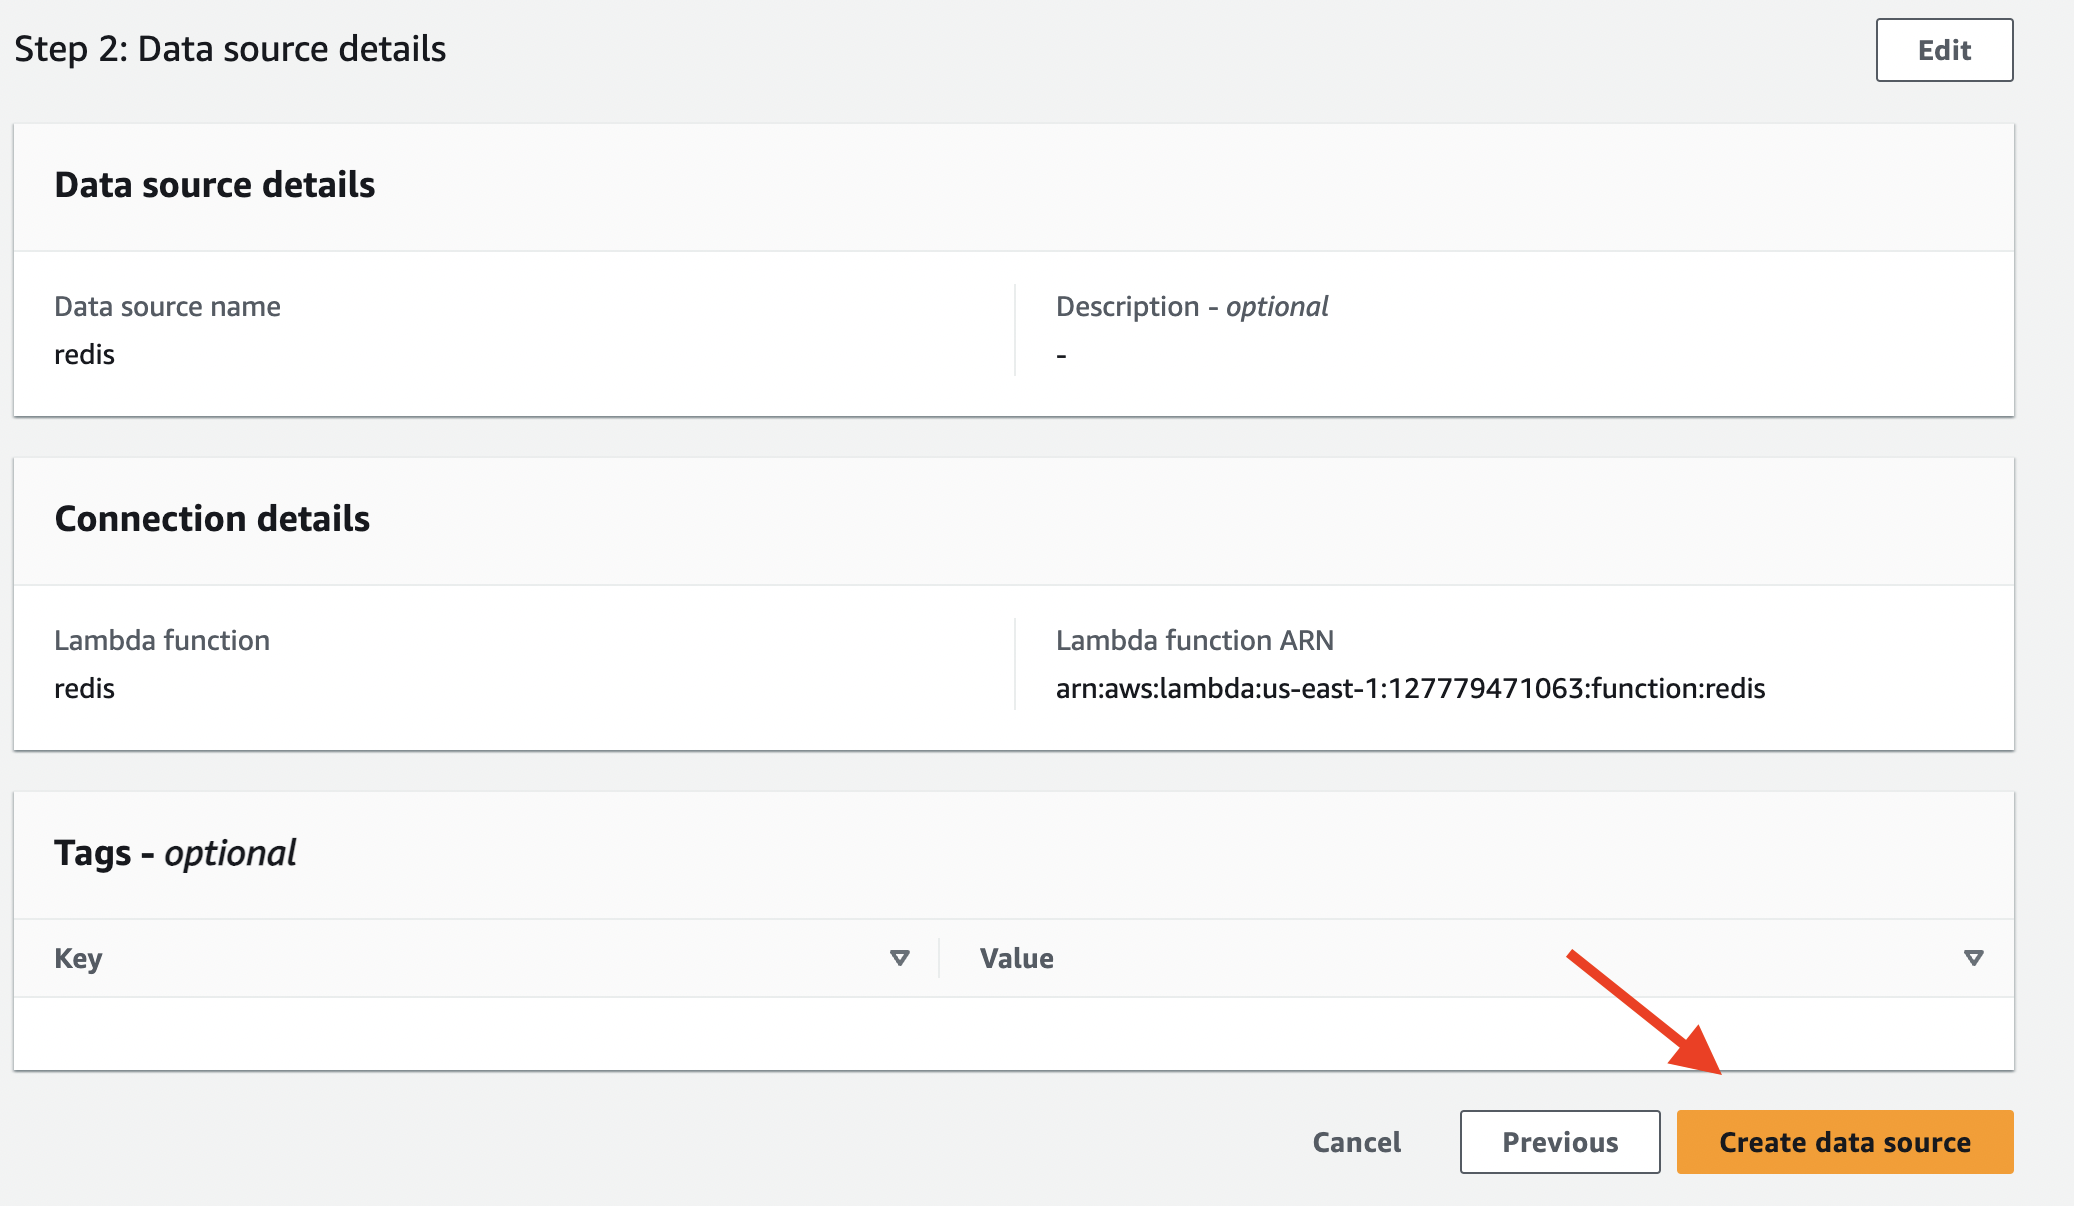 Step 2: Data source details
Edit
Data source details
Data source name
redis
Description - optional
-
Connection details
Lambda function
redis
Lambda function ARN
arn:aws:lambda:us-east-1:127779471063:function:redis
Tags - optional
Key
Value
Cancel
Previous
Create data source